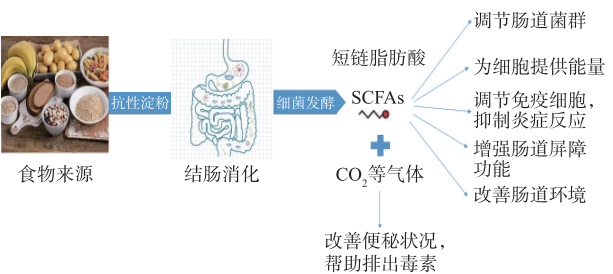 调节肠道菌群
短链脂肪酸
为细胞提供能量
抗性淀粉
细菌发酵
SCFAs
调节免疫细胞,
抑制炎症反应
增强肠道屏障
功能
食物来源
结肠消化
CO₂等气体
改善肠道环境
改善便秘状况,
帮助排出毒素